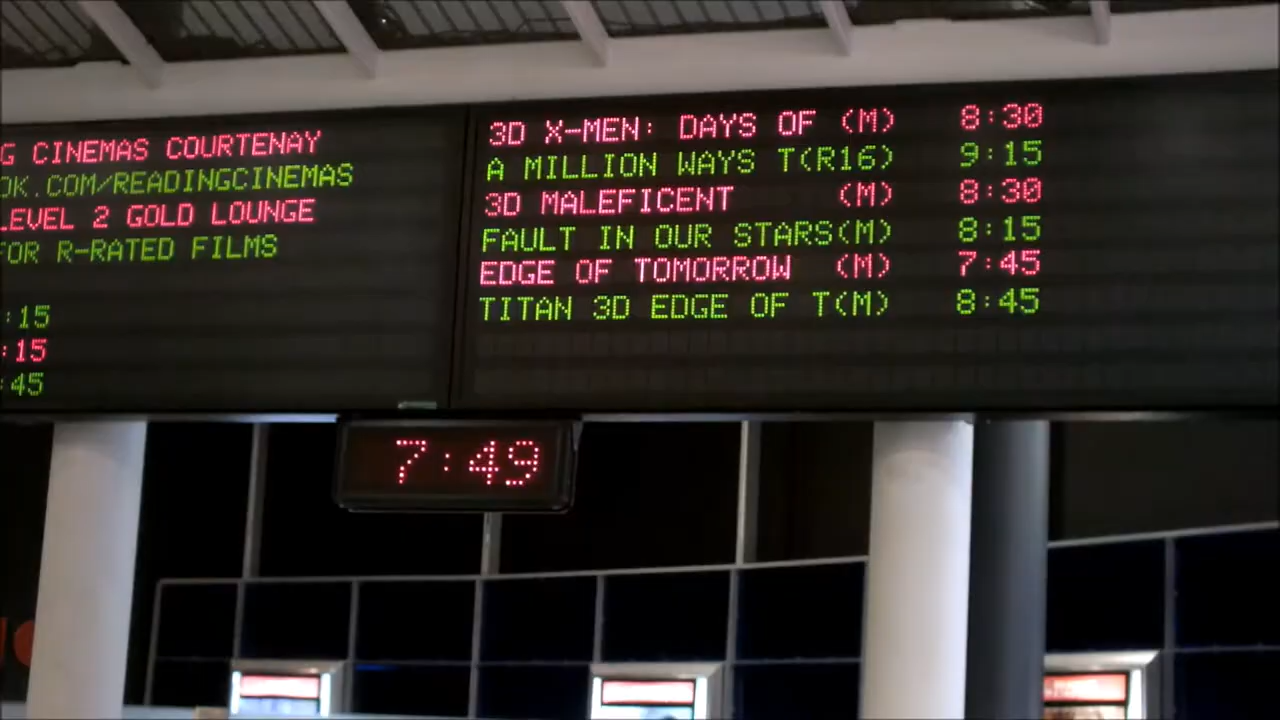 G CINEMAS COURTENAY
OK.COM/READINGCINEMAS
LEVEL 2 GOLD LOUNGE
FOR R-RATED FILMS
:15
:15
:45
3D X-MEN: DAYS OF (M) 8:30
A MILLION WAYS T(R16) 9:15
3D MALEFICENT (M) 8:30
FAULT IN OUR STARS(M) 8:15
EDGE OF TOMORROW (M) 7:45
TITAN 3D EDGE OF T(M) 8:45
7:49